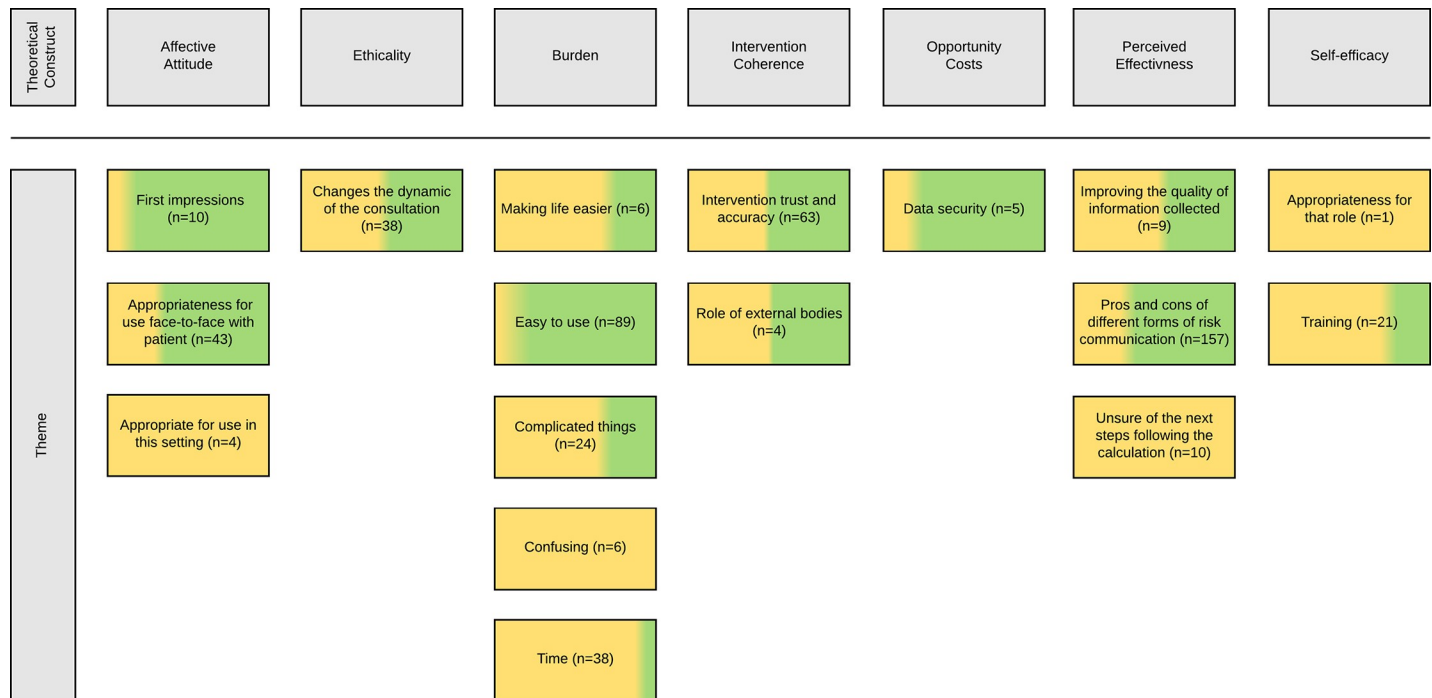 Theoretical
Construct
Affective
Attitude
Ethicality
Burden
Intervention
Coherence
Opportunity
Costs
Perceived
Effectivness
Self-efficacy
Theme
First impressions
(n=10)
Changes the dynamic
of the consultation
(n=38)
Making life easier (n=6)
Intervention trust and
accuracy (n=63)
Data security (n=5)
Improving the quality of
information collected
(n=9)
Appropriateness for
that role (n=1)
Appropriateness for
use face-to-face with
patient (n=43)
Easy to use (n=89)
Role of external bodies
(n=4)
Pros and cons of
different forms of risk
communication (n=157)
Training (n=21)
Appropriate for use in
this setting (n=4)
Complicated things
(n=24)
Unsure of the next
steps following the
calculation (n=10)
Confusing (n=6)
Time (n=38)